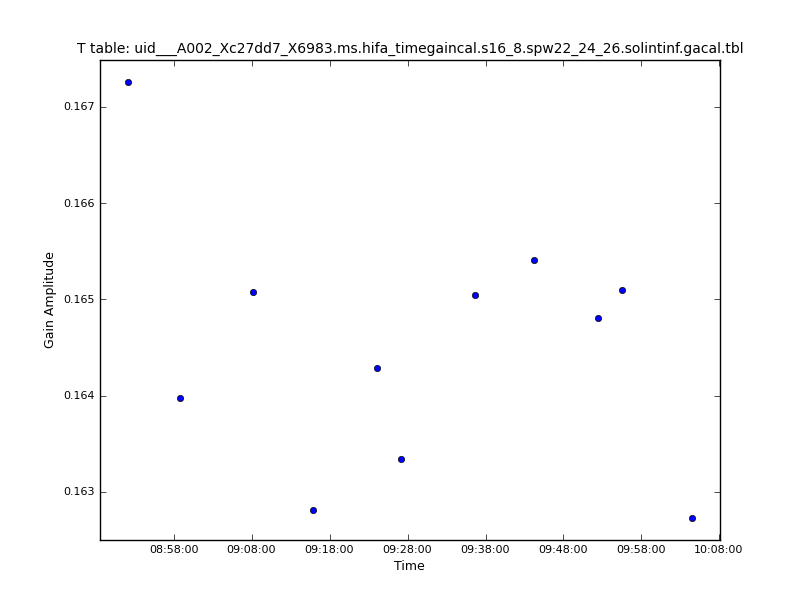 T table: uid___A002_Xc27dd7_X6983.ms.hifa_timegaincal.s16_8.spw22_24_26.solintinf.gacal.tbl
0.167
0.166
0.165
0.164
0.163
Gain Amplitude
08:58:00 09:08:00 09:18:00 09:28:00 09:38:00 09:48:00 09:58:00 10:08:00
Time